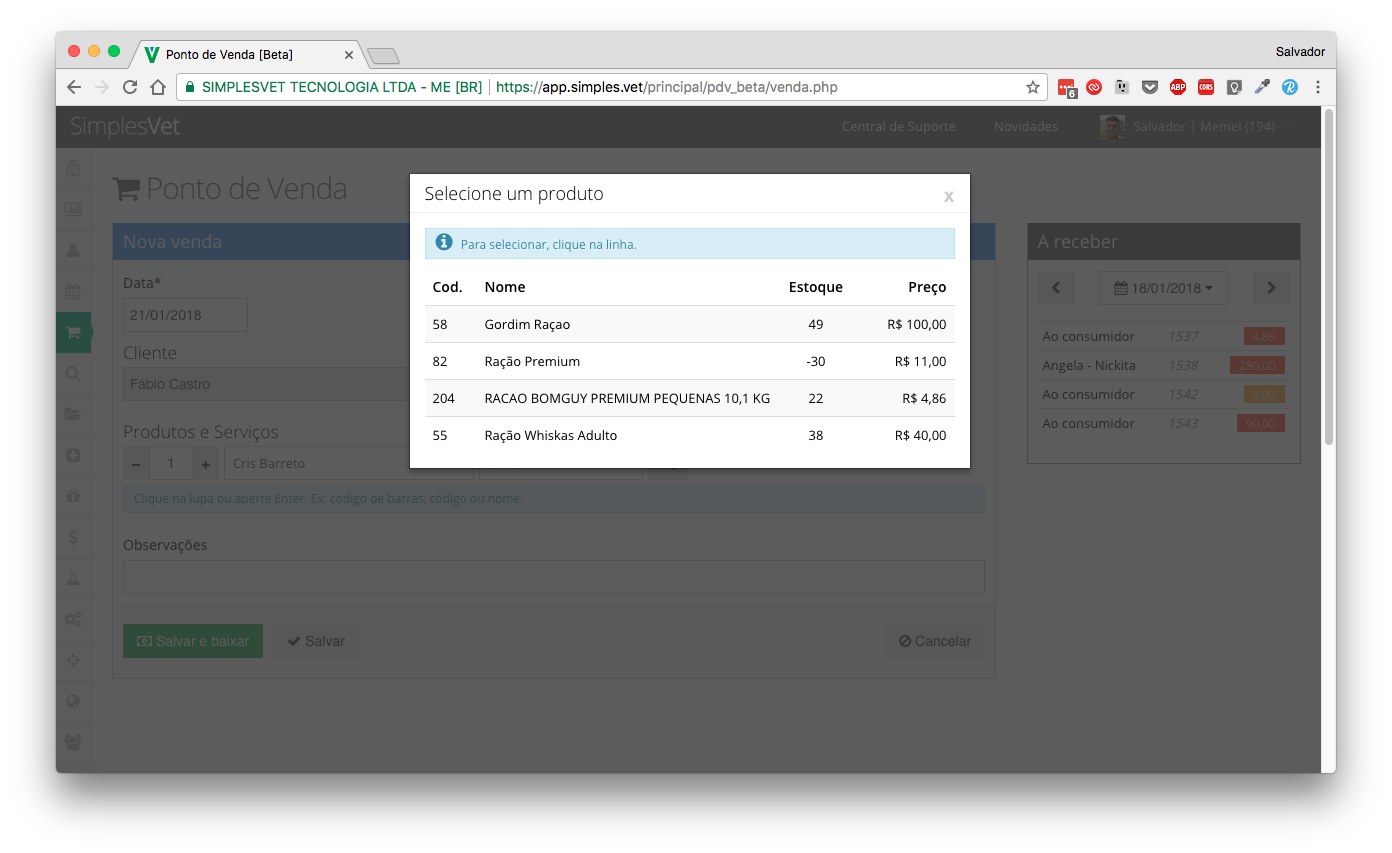 Ponto de Venda [Beta]
Salvador
SIMPLESVET TECNOLOGIA LTDA - ME [BR] https://app.simples.vet/principal/pdv_beta/venda.php
6
ABP
CORS
SimplesVet
Central de Suporte
Novidades
Salvador | Memel (194)
Ponto de Venda
Selecione um produto
x
Para selecionar, clique na linha.
Cod. Nome Estoque Preço
58 Gordim Raçao 49 R$ 100,00
82 Ração Premium -30 R$ 11,00
204 RACAO BOMGUY PREMIUM PEQUENAS 10,1 KG 22 R$ 4,86
55 Ração Whiskas Adulto 38 R$ 40,00
Nova venda
Data*
21/01/2018
Cliente
Fábio Castro
Produtos e Serviços
− 1 + Cris Barreto
Clique na lupa ou aperte Enter. Ex: código de barras, código ou nome.
Observações
Salvar e baixar
Salvar
Cancelar
A receber
18/01/2018
Ao consumidor 1537 4,86
Angela - Nickita 1538 280,00
Ao consumidor 1542 5,00
Ao consumidor 1543 90,00